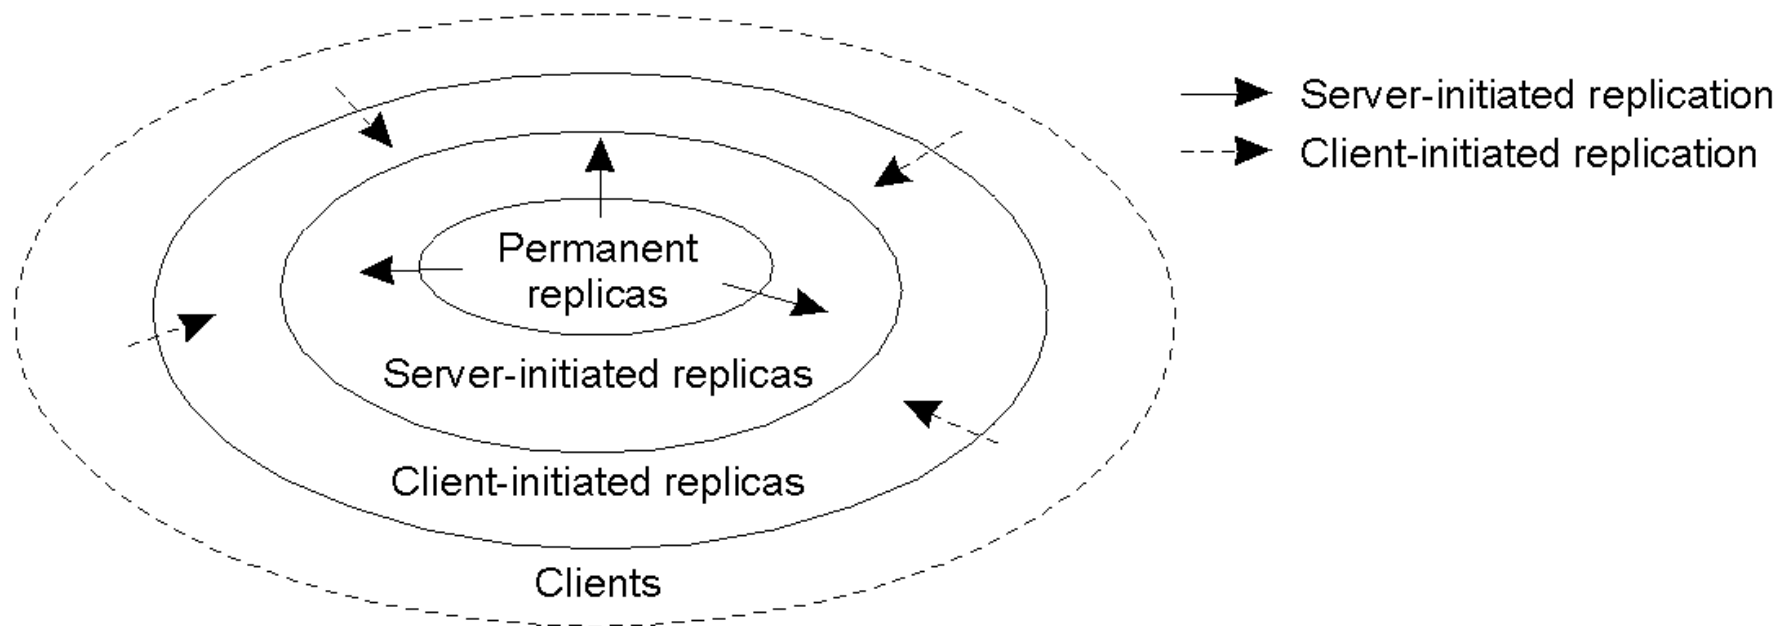 Server-initiated replication
Client-initiated replication
Permanent
replicas
Server-initiated replicas
Client-initiated replicas
Clients